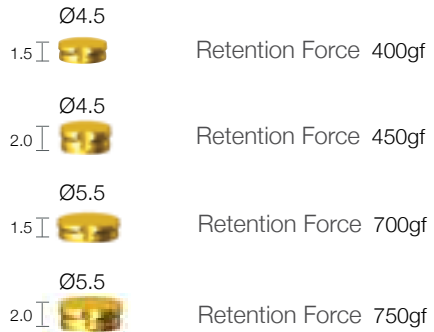 Ø4.5
1.5 Retention Force 400gf
Ø4.5
2.0 Retention Force 450gf
Ø5.5
1.5 Retention Force 700gf
Ø5.5
2.0 Retention Force 750gf